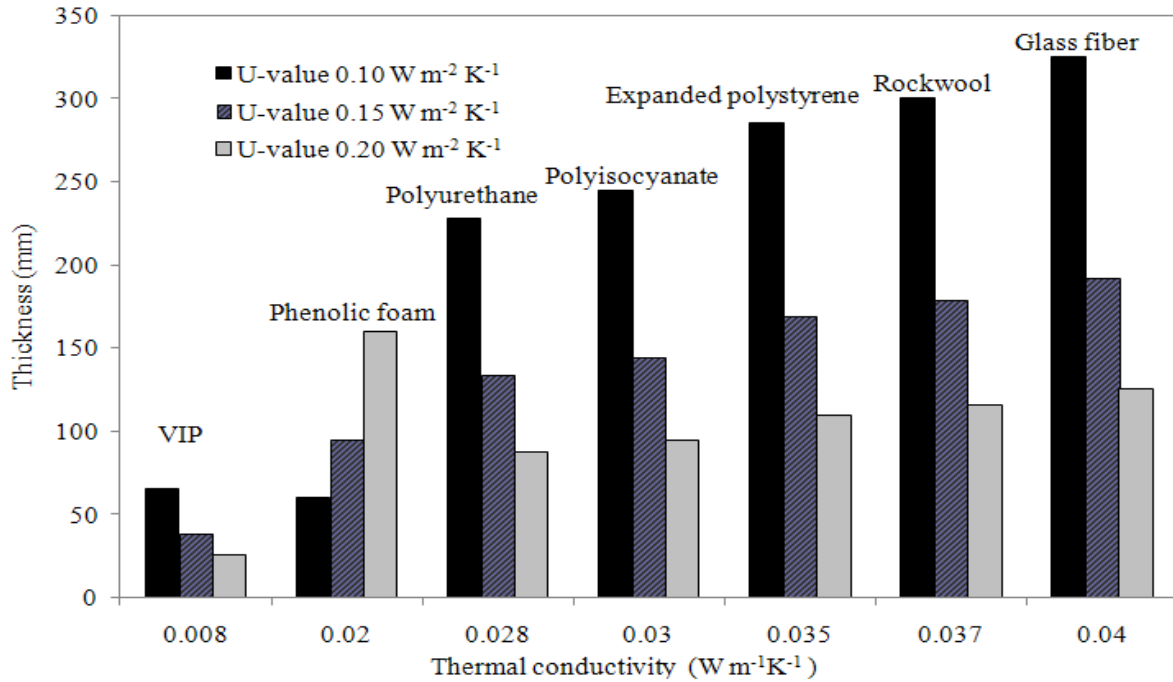 350
300
250
200
150
100
50
0
Thickness (mm)
U-value 0.10 W m⁻² K⁻¹
U-value 0.15 W m⁻² K⁻¹
U-value 0.20 W m⁻² K⁻¹
VIP
Phenolic foam
Polyurethane
Polyisocyanate
Expanded polystyrene
Rockwool
Glass fiber
0.008 0.02 0.028 0.03 0.035 0.037 0.04
Thermal conductivity (W m⁻¹K⁻¹ )